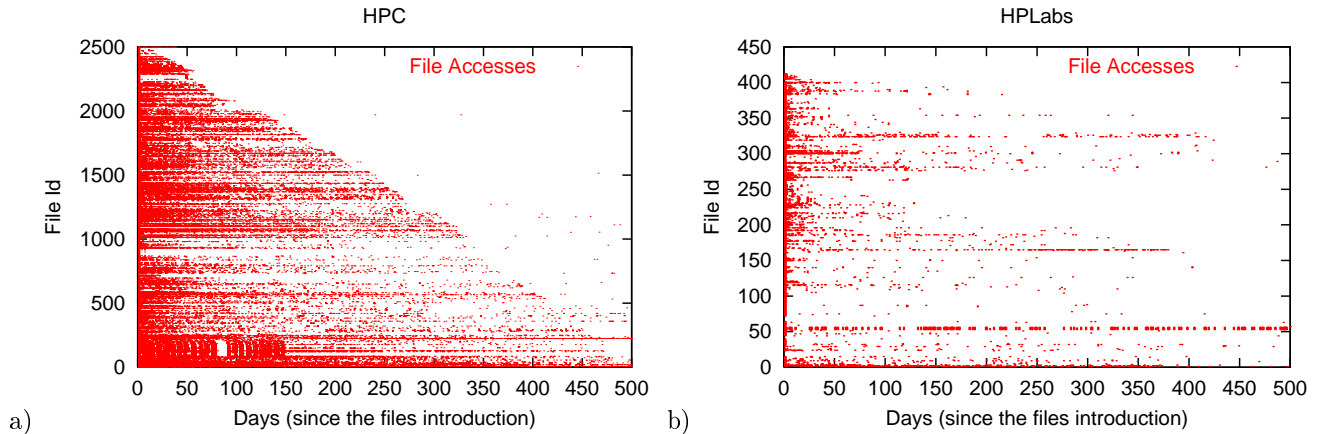 HPC
File Accesses
2500
2000
1500
1000
500
0
File Id
0 50 100 150 200 250 300 350 400 450 500
Days (since the files introduction)
a)
HPLabs
File Accesses
450
400
350
300
250
200
150
100
50
0
File Id
0 50 100 150 200 250 300 350 400 450 500
Days (since the files introduction)
b)